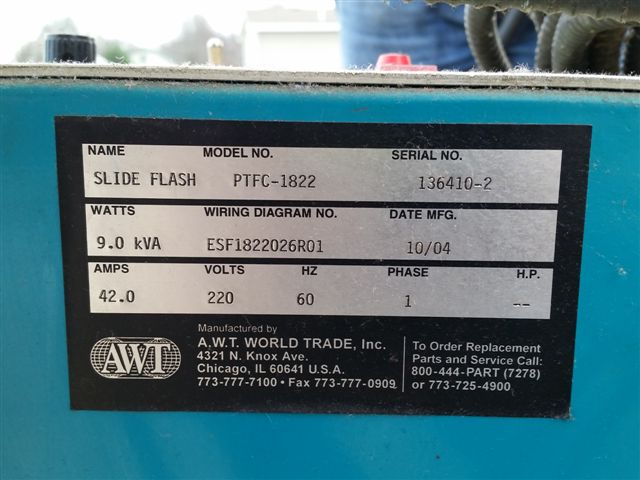 NAME MODEL NO. SERIAL NO.
SLIDE FLASH PTFC-1822 136410-2
WATTS WIRING DIAGRAM NO. DATE MFG.
9.0 kVA ESF1822026R01 10/04
AMPS VOLTS HZ PHASE H.P.
42.0 220 60 1 --
AWT
Manufactured by
A.W.T. WORLD TRADE, Inc.
4321 N. Knox Ave.
Chicago, IL 60641 U.S.A.
773-777-7100 • Fax 773-777-0909
To Order Replacement
Parts and Service Call:
800-444-PART (7278)
or 773-725-4900